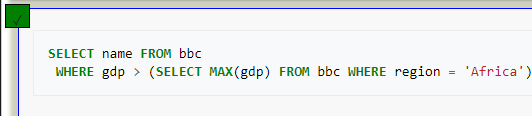 SELECT name FROM bbc
WHERE gdp > (SELECT MAX(gdp) FROM bbc WHERE region = 'Africa')